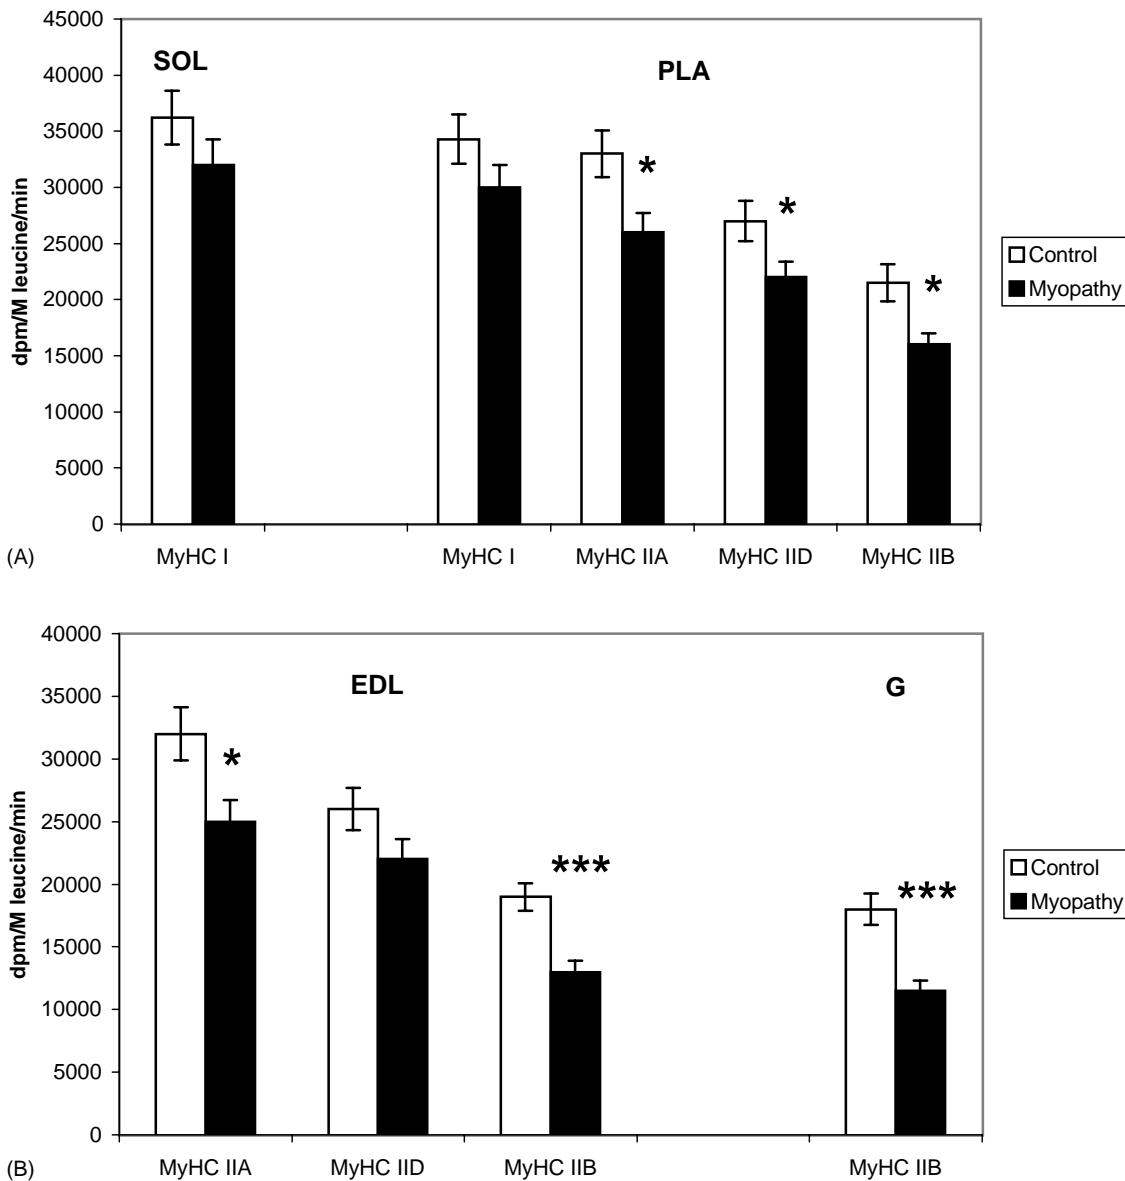 45000
40000
35000
30000
25000
20000
15000
10000
5000
0
dpm/M leucine/min
SOL
PLA
*
*
*
Control
Myopathy
(A)
MyHC I
MyHC I
MyHC IIA
MyHC IID
MyHC IIB
40000
35000
30000
25000
20000
15000
10000
5000
0
dpm/M leucine/min
EDL
G
*
***
***
Control
Myopathy
(B)
MyHC IIA
MyHC IID
MyHC IIB
MyHC IIB